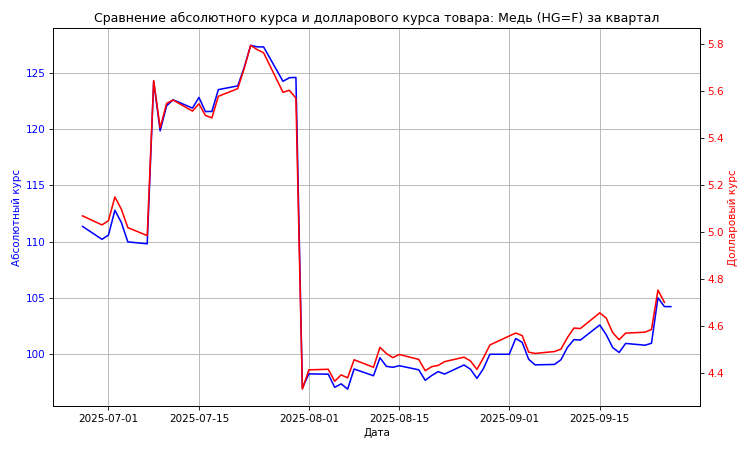 Сравнение абсолютного курса и долларового курса товара: Медь (HG=F) за квартал
Абсолютный курс
125
120
115
110
105
100
5.8
5.6
5.4
5.2
5.0
4.8
4.6
4.4
Долларовый курс
2025-07-01 2025-07-15 2025-08-01 2025-08-15 2025-09-01 2025-09-15
Дата